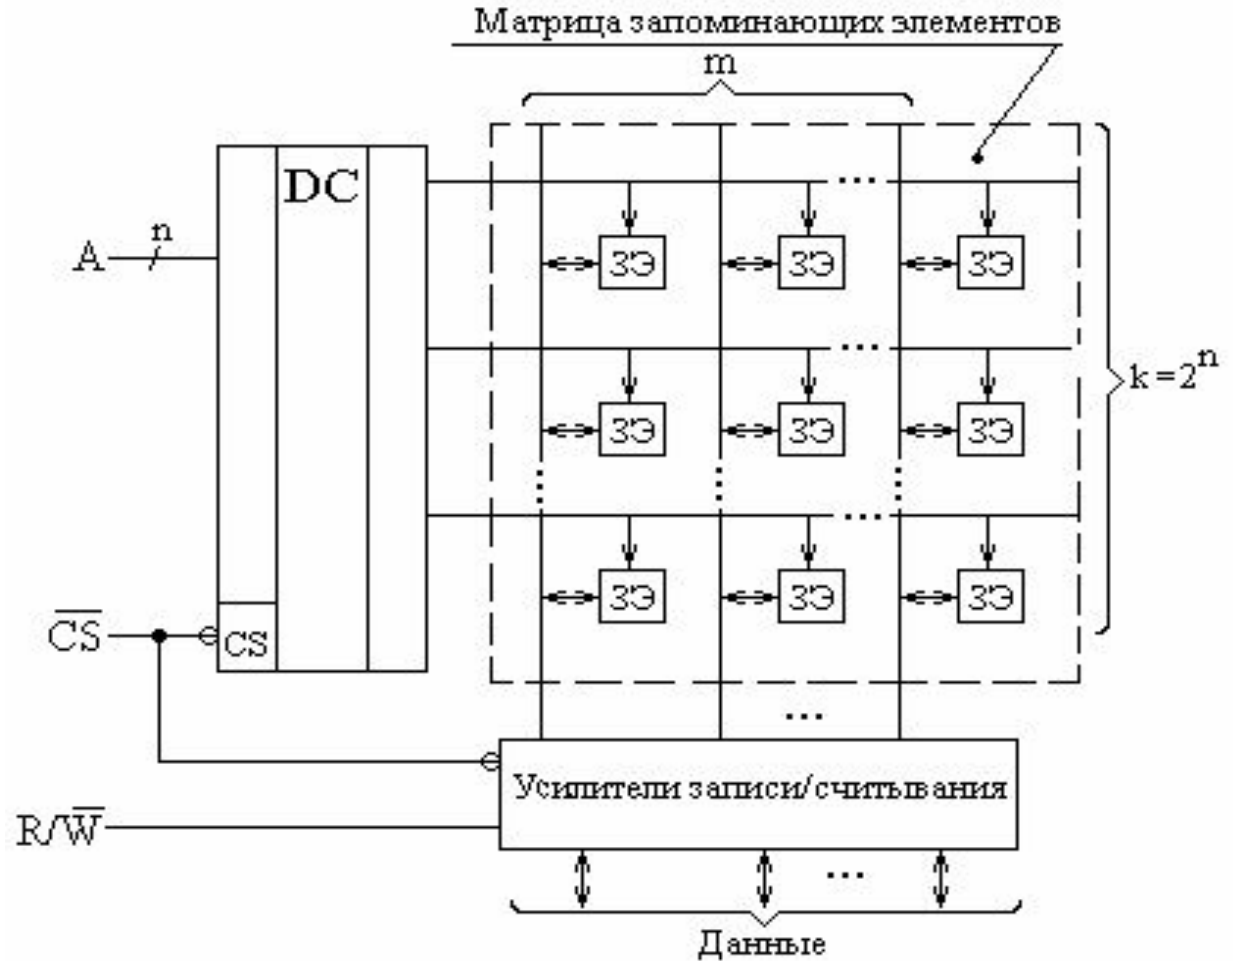 Матрица запоминающих элементов
m
DC
n
A
ЗЭ ЗЭ ЗЭ
k = 2ⁿ
ЗЭ ЗЭ ЗЭ
ЗЭ ЗЭ ЗЭ
C̅S̅
CS
Усилители записи/считывания
R/W̅
Данные